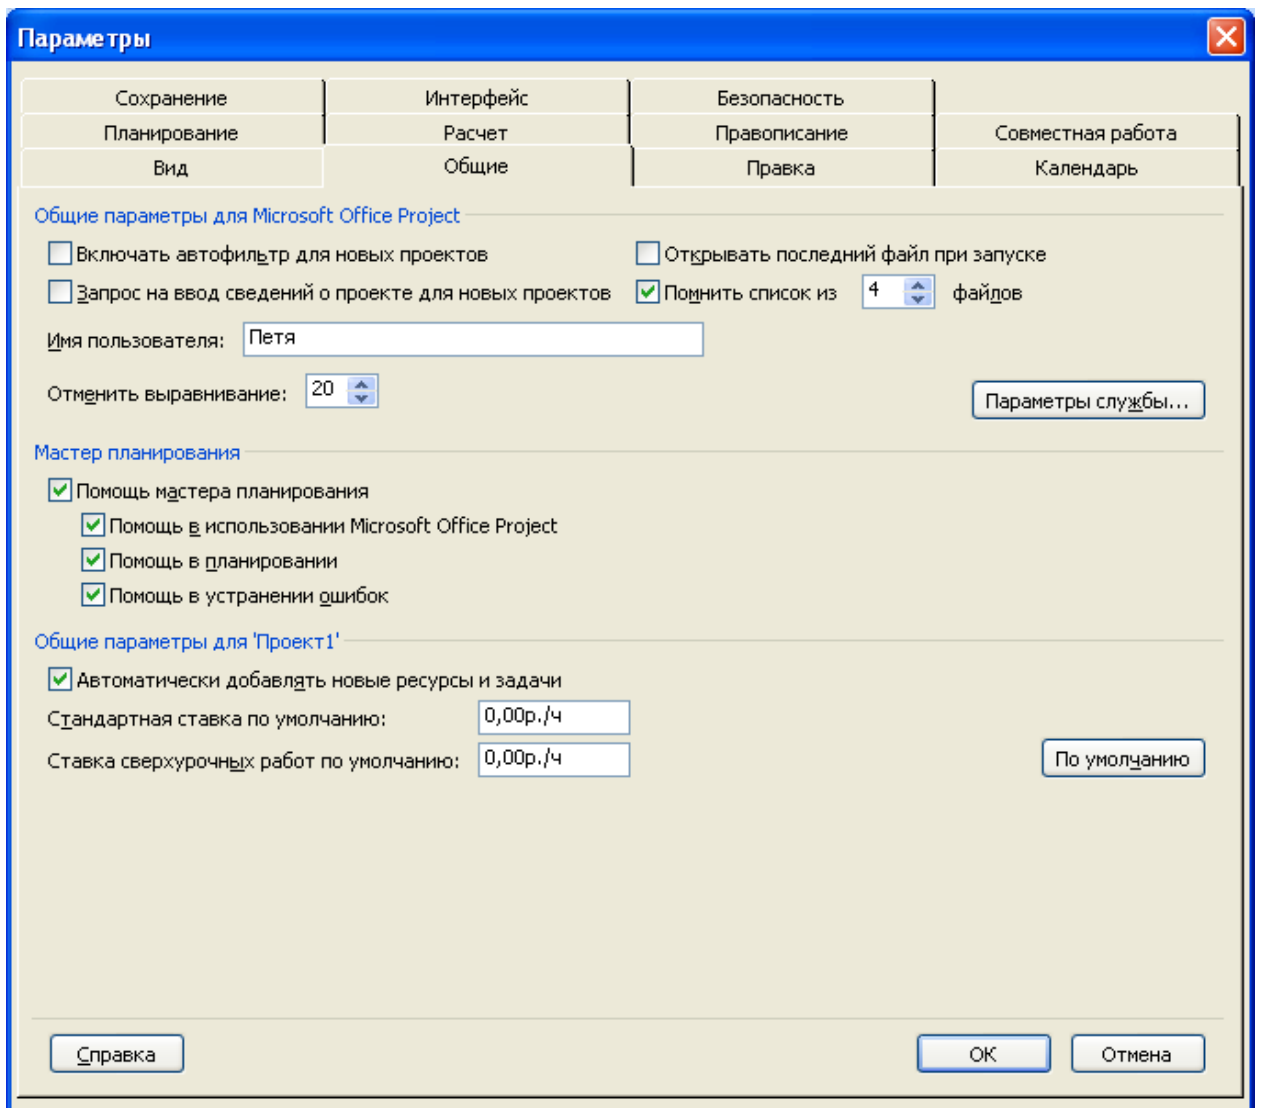 Параметры
Сохранение Интерфейс Безопасность
Планирование Расчет Правописание Совместная работа
Вид Общие Правка Календарь
Общие параметры для Microsoft Office Project
Включать автофильтр для новых проектов Открывать последний файл при запуске
Запрос на ввод сведений о проекте для новых проектов Помнить список из 4 файлов
Имя пользователя: Петя
Отменить выравнивание: 20
Параметры службы...
Мастер планирования
Помощь мастера планирования
Помощь в использовании Microsoft Office Project
Помощь в планировании
Помощь в устранении ошибок
Общие параметры для 'Проект1'
Автоматически добавлять новые ресурсы и задачи
Стандартная ставка по умолчанию: 0,00р./ч
Ставка сверхурочных работ по умолчанию: 0,00р./ч По умолчанию
Справка ОК Отмена